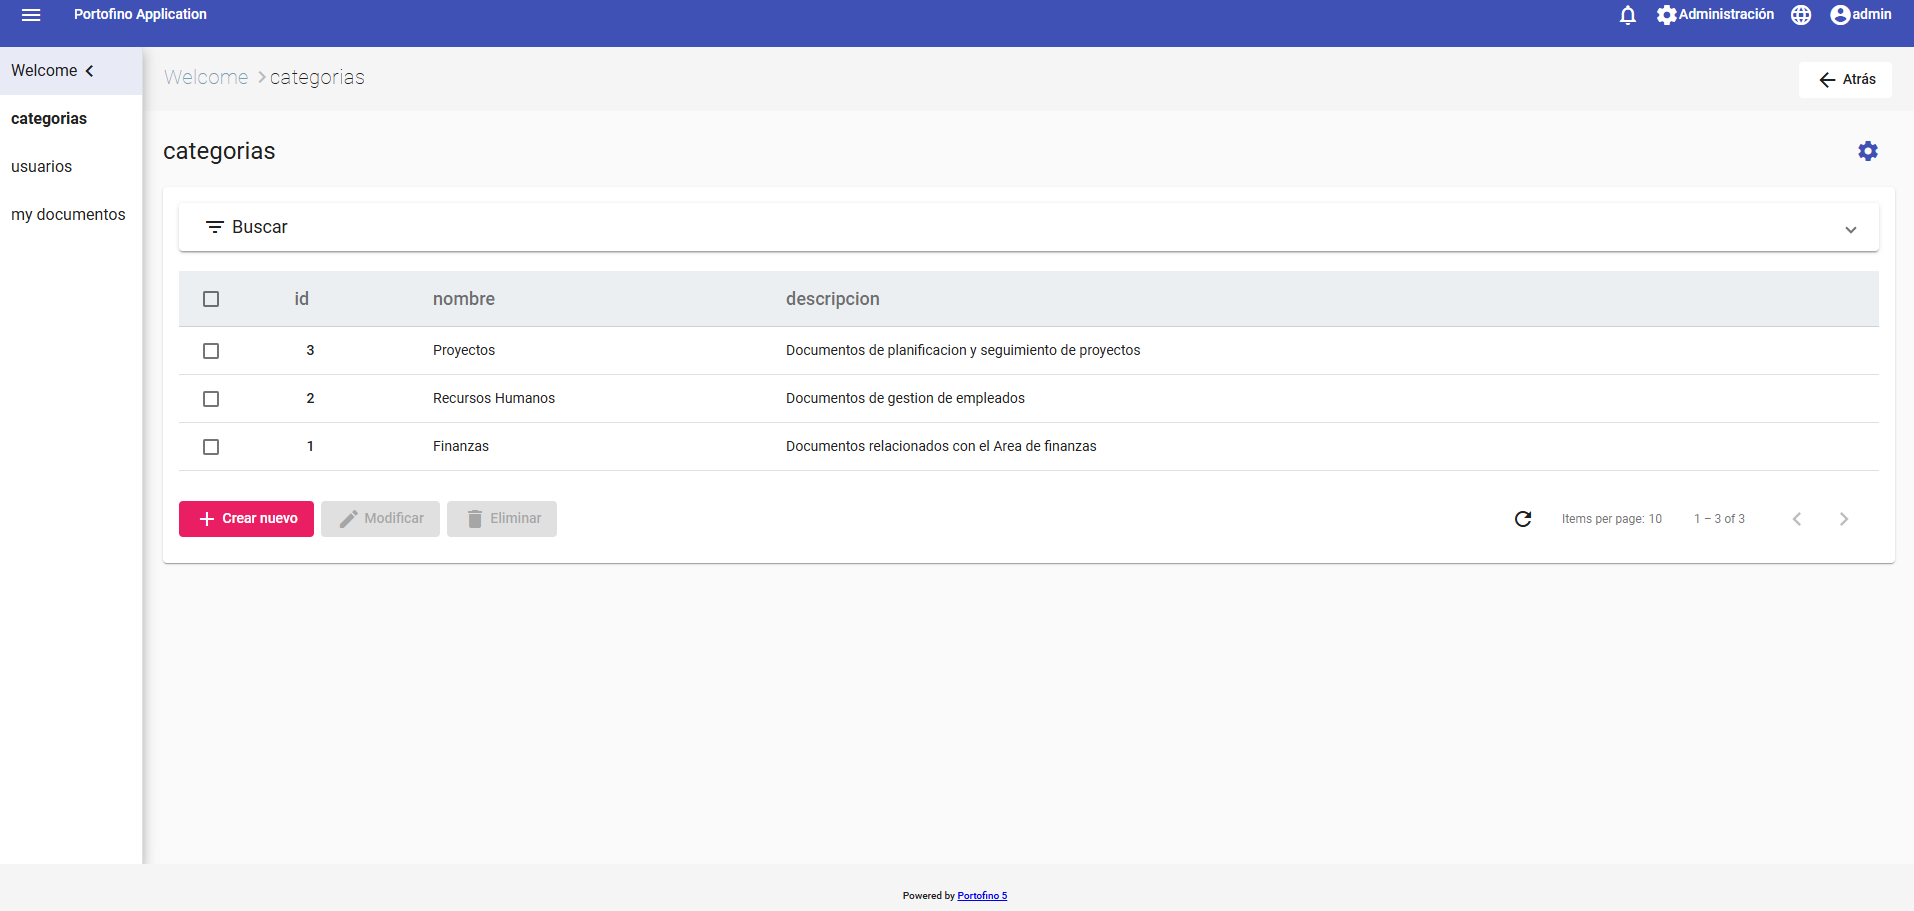 Portofino Application
Administración
admin
Welcome
categorias
usuarios
my documentos
Welcome
categorias
Atrás
categorias
Buscar
id nombre descripcion
3 Proyectos Documentos de planificacion y seguimiento de proyectos
2 Recursos Humanos Documentos de gestion de empleados
1 Finanzas Documentos relacionados con el Area de finanzas
Crear nuevo Modificar Eliminar Items per page: 10 1 – 3 of 3
Powered by Portofino 5